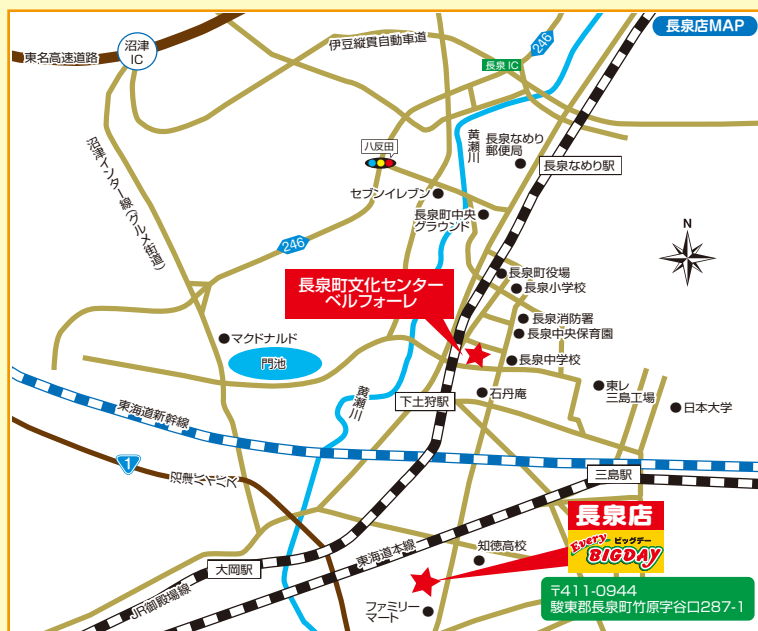 長泉店MAP
沼津
IC
東名高速道路
伊豆縦貫自動車道
246
長泉 IC
八反田
黄瀬川
長泉なめり
郵便局
長泉なめり駅
沼津インター線(グルメ街道)
セブンイレブン
長泉町中央
グラウンド
246
N
長泉町文化センター
ベルフォーレ
長泉町役場
長泉小学校
長泉消防署
長泉中央保育園
長泉中学校
マクドナルド
門池
黄瀬川
下土狩駅
石丹庵
東レ
三島工場
日本大学
東海道新幹線
1
三島駅
長泉店
Every
ビッグデー
BIGDAY
知徳高校
東海道本線
大岡駅
JR御殿場線
ファミリー
マート
〒411-0944
駿東郡長泉町竹原字谷口287-1